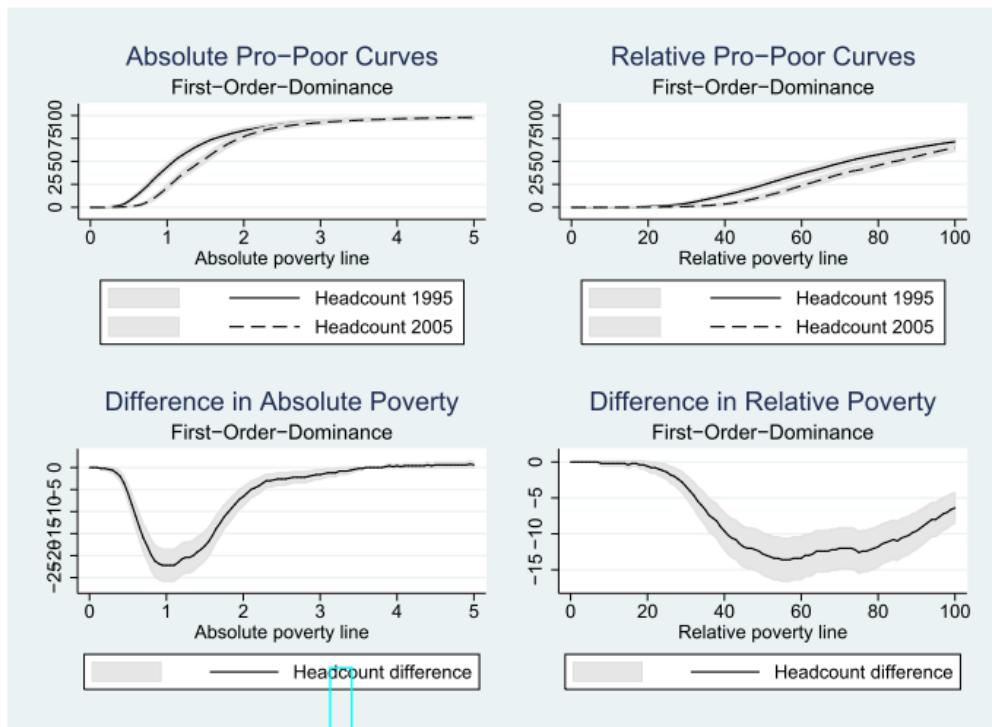 Absolute Pro−Poor Curves
First−Order−Dominance
0 25 50 75 100
0 1 2 3 4 5
Absolute poverty line
Headcount 1995
Headcount 2005
Relative Pro−Poor Curves
First−Order−Dominance
0 25 50 75 100
0 20 40 60 80 100
Relative poverty line
Headcount 1995
Headcount 2005
Difference in Absolute Poverty
First−Order−Dominance
−25 −20 −15 −10 −5 0
0 1 2 3 4 5
Absolute poverty line
Headcount difference
Difference in Relative Poverty
First−Order−Dominance
−15 −10 −5 0
0 20 40 60 80 100
Relative poverty line
Headcount difference